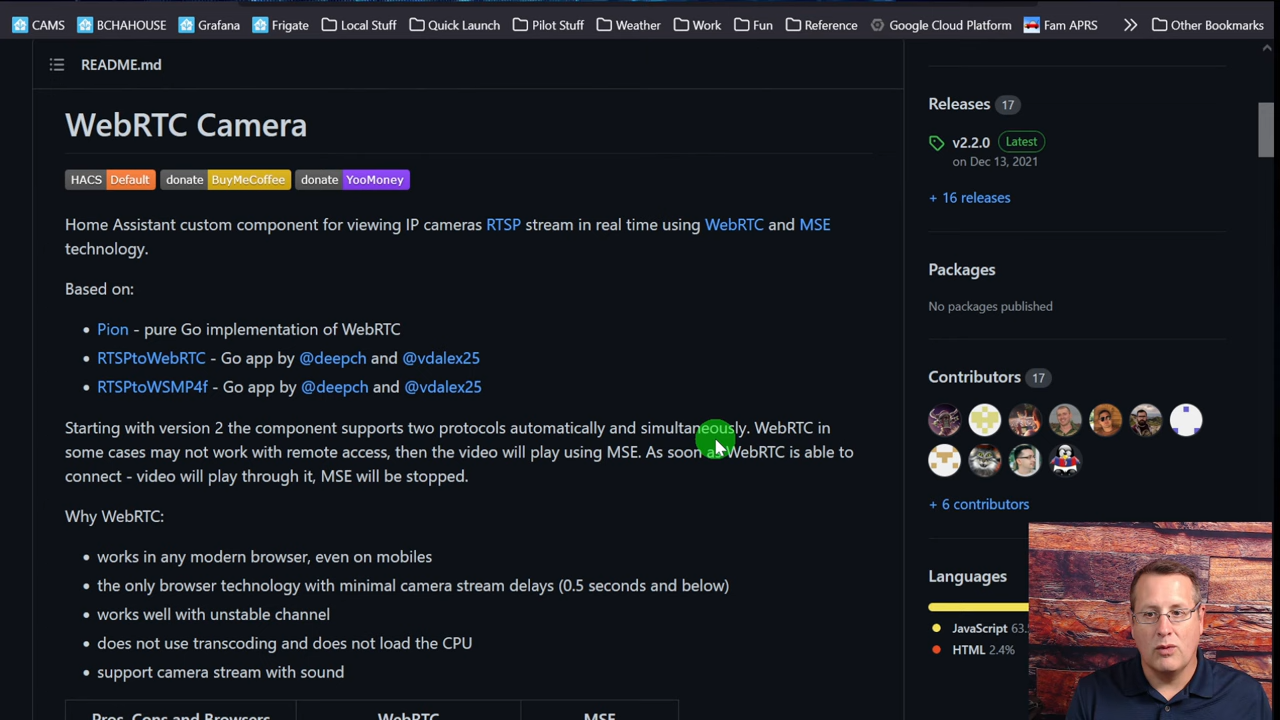 CAMS BCHAHOUSE Grafana Frigate Local Stuff Quick Launch Pilot Stuff Weather Work Fun Reference Google Cloud Platform Fam APRS Other Bookmarks
README.md
WebRTC Camera
HACS Default donate BuyMeCoffee donate YooMoney
Home Assistant custom component for viewing IP cameras RTSP stream in real time using WebRTC and MSE
technology.
Based on:
• Pion - pure Go implementation of WebRTC
• RTSPtoWebRTC - Go app by @deepch and @vdalex25
• RTSPtoWSMP4f - Go app by @deepch and @vdalex25
Starting with version 2 the component supports two protocols automatically and simultaneously. WebRTC in
some cases may not work with remote access, then the video will play using MSE. As soon as WebRTC is able to
connect - video will play through it, MSE will be stopped.
Why WebRTC:
• works in any modern browser, even on mobiles
• the only browser technology with minimal camera stream delays (0.5 seconds and below)
• works well with unstable channel
• does not use transcoding and does not load the CPU
• support camera stream with sound
Pros, Cons and Browsers WebRTC MSE
Releases 17
v2.2.0 Latest
on Dec 13, 2021
+ 16 releases
Packages
No packages published
Contributors 17
+ 6 contributors
Languages
JavaScript 63.
HTML 2.4%